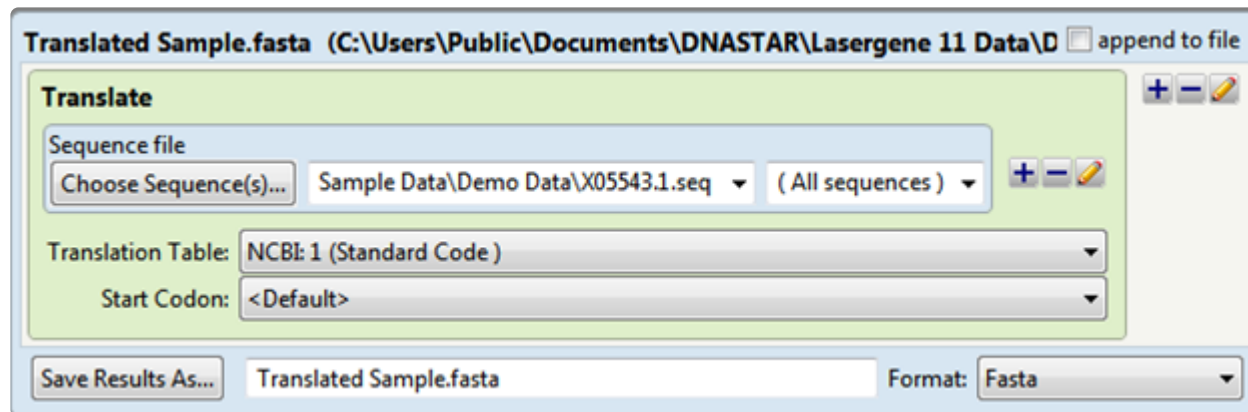 Translated Sample.fasta (C:\Users\Public\Documents\DNASTAR\Lasergene 11 Data\D append to file
Translate
Sequence file
Choose Sequence(s)... Sample Data\Demo Data\X05543.1.seq ( All sequences )
Translation Table: NCBI: 1 (Standard Code )
Start Codon: <Default>
Save Results As... Translated Sample.fasta Format: Fasta